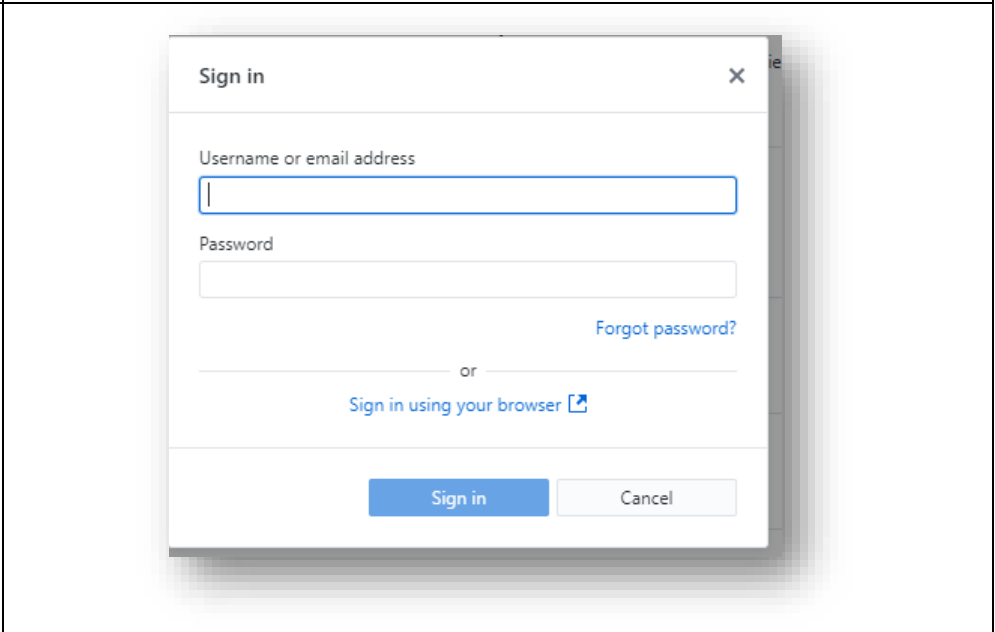 Sign in
Username or email address
Password
Forgot password?
or
Sign in using your browser
Sign in Cancel